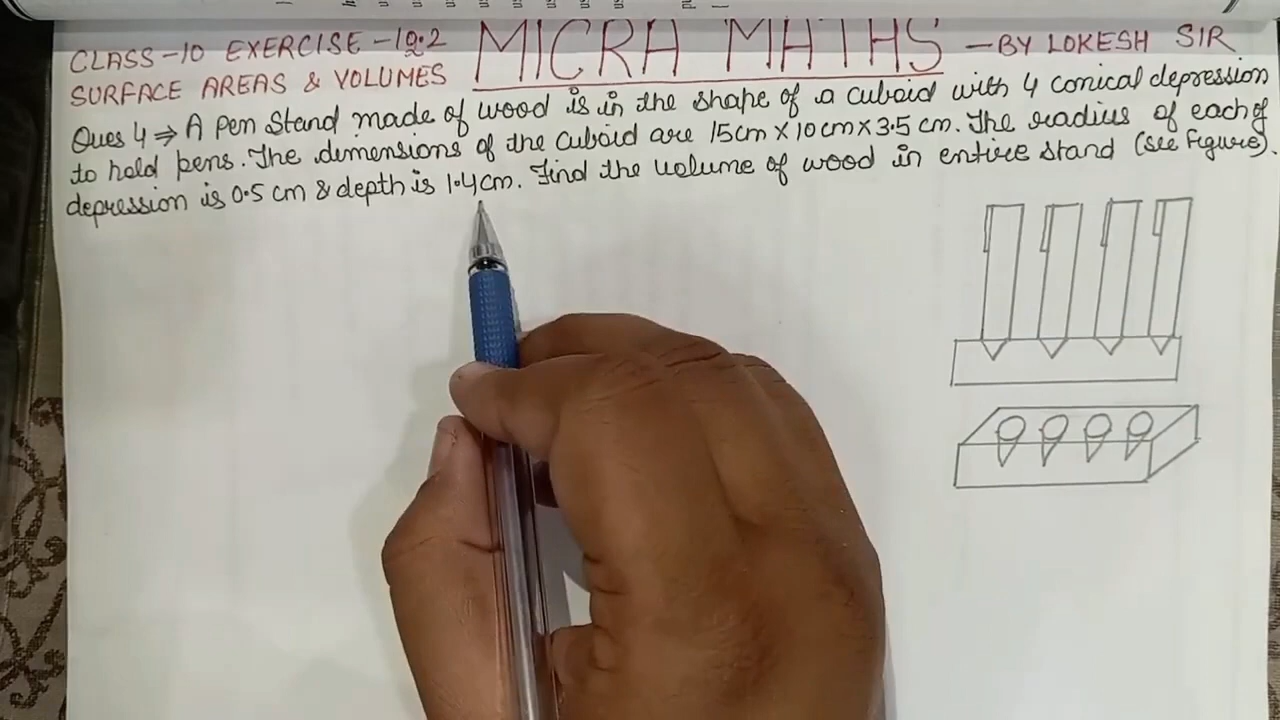 CLASS-10 EXERCISE-12.2 MICRA MATHS -BY LOKESH SIR
SURFACE AREAS & VOLUMES
Ques 4 ⇒ A pen stand made of wood is in the shape of a cuboid with 4 conical depression
to hold pens. The dimensions of the cuboid are 15cm×10cm×3.5cm. The radius of each of
depression is 0.5 cm & depth is 1.4cm. Find the volume of wood in entire stand (see figure).